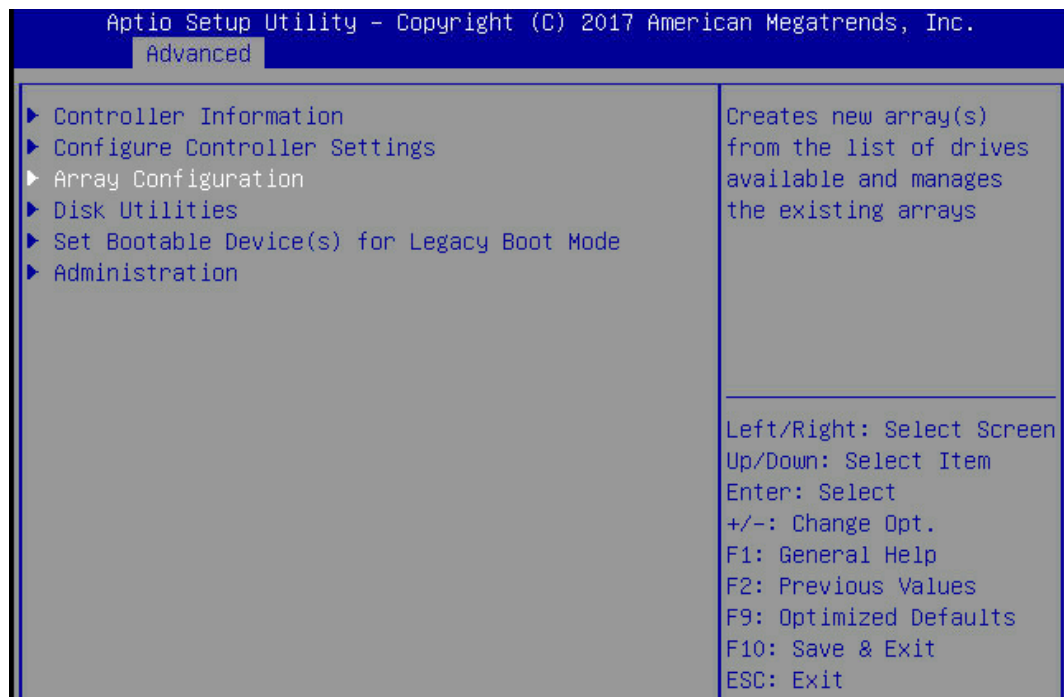 Aptio Setup Utility – Copyright (C) 2017 American Megatrends, Inc.
Advanced
Controller Information
Configure Controller Settings
Array Configuration
Disk Utilities
Set Bootable Device(s) for Legacy Boot Mode
Administration
Creates new array(s)
from the list of drives
available and manages
the existing arrays
Left/Right: Select Screen
Up/Down: Select Item
Enter: Select
+/-: Change Opt.
F1: General Help
F2: Previous Values
F9: Optimized Defaults
F10: Save & Exit
ESC: Exit